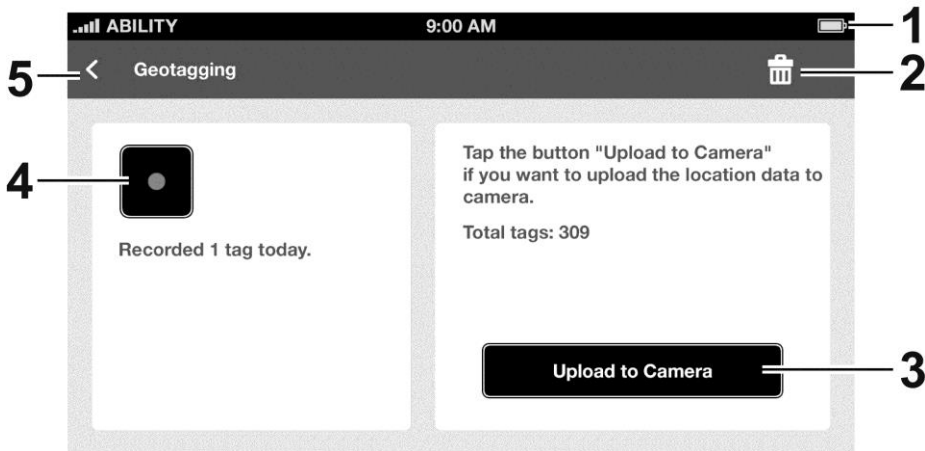 ABILITY 9:00 AM 1
5 Geotagging 2
4
Tap the button "Upload to Camera"
if you want to upload the location data to
camera.
Recorded 1 tag today.
Total tags: 309
Upload to Camera 3